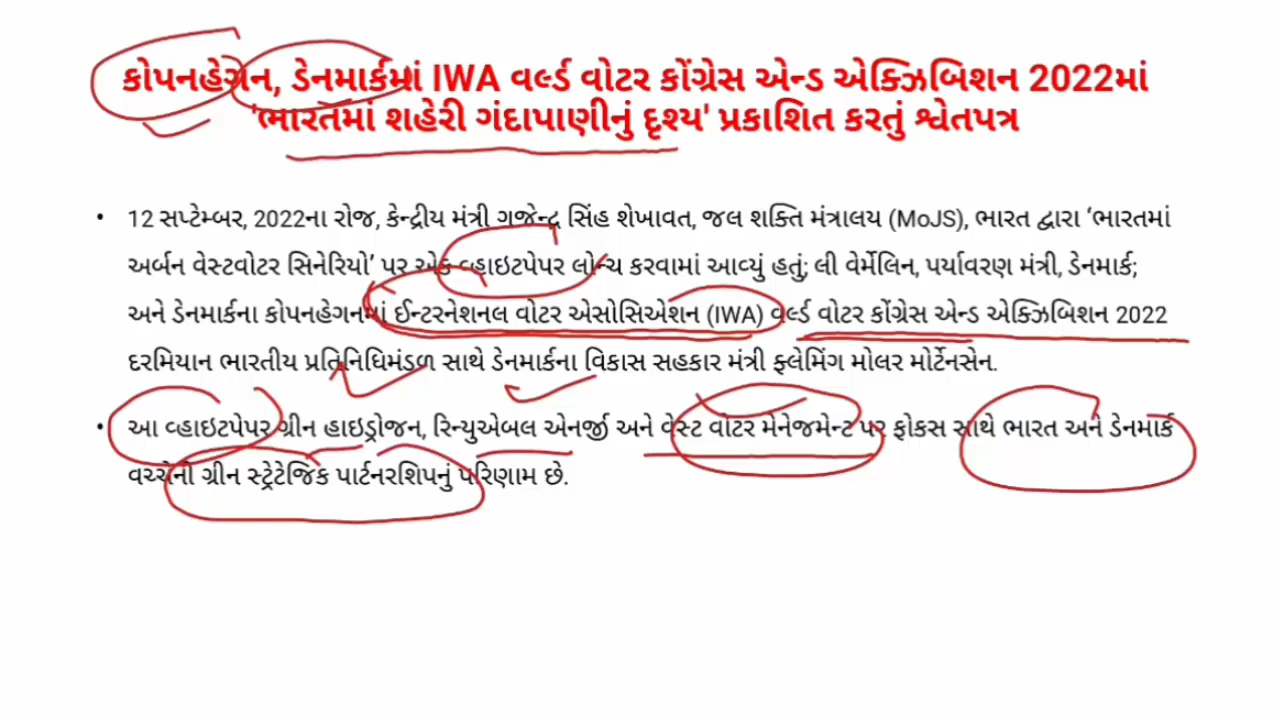 કોપનહેગન, ડેનમાર્કમાં IWA વર્લ્ડ વોટર કોંગ્રેસ એન્ડ એક્ઝિબિશન 2022માં
'ભારતમાં શહેરી ગંદાપાણીનું દૃશ્ય' પ્રકાશિત કરતું શ્વેતપત્ર
• 12 સપ્ટેમ્બર, 2022ના રોજ, કેન્દ્રીય મંત્રી ગજેન્દ્ર સિંહ શેખાવત, જલ શક્તિ મંત્રાલય (MoJS), ભારત દ્વારા ‘ભારતમાં
અર્બન વેસ્ટવોટર સિનેરિયો’ પર એક વ્હાઇટપેપર લોન્ચ કરવામાં આવ્યું હતું; લી વેર્મેલિન, પર્યાવરણ મંત્રી, ડેનમાર્ક;
અને ડેનમાર્કના કોપનહેગનમાં ઈન્ટરનેશનલ વોટર એસોસિએશન (IWA) વર્લ્ડ વોટર કોંગ્રેસ એન્ડ એક્ઝિબિશન 2022
દરમિયાન ભારતીય પ્રતિનિધિમંડળ સાથે ડેનમાર્કના વિકાસ સહકાર મંત્રી ફ્લેમિંગ મોલર મોર્ટેનસેન.
• આ વ્હાઇટપેપર ગ્રીન હાઇડ્રોજન, રિન્યુએબલ એનર્જી અને વેસ્ટ વોટર મેનેજમેન્ટ પર ફોકસ સાથે ભારત અને ડેનમાર્ક
વચ્ચેની ગ્રીન સ્ટ્રેટેજિક પાર્ટનરશિપનું પરિણામ છે.